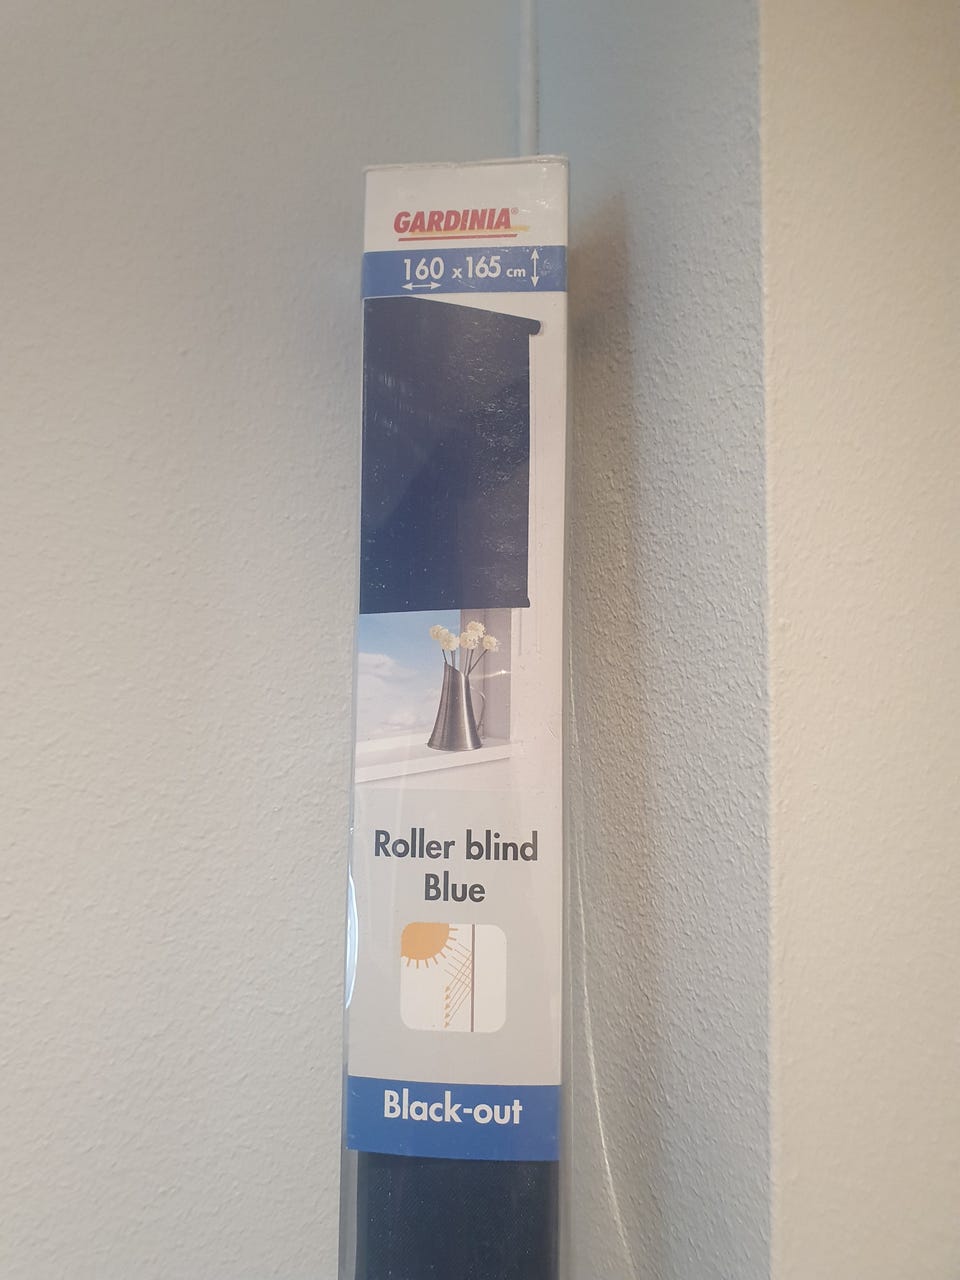 GARDINIA®
160 x 165 cm
Roller blind
Blue
Black-out